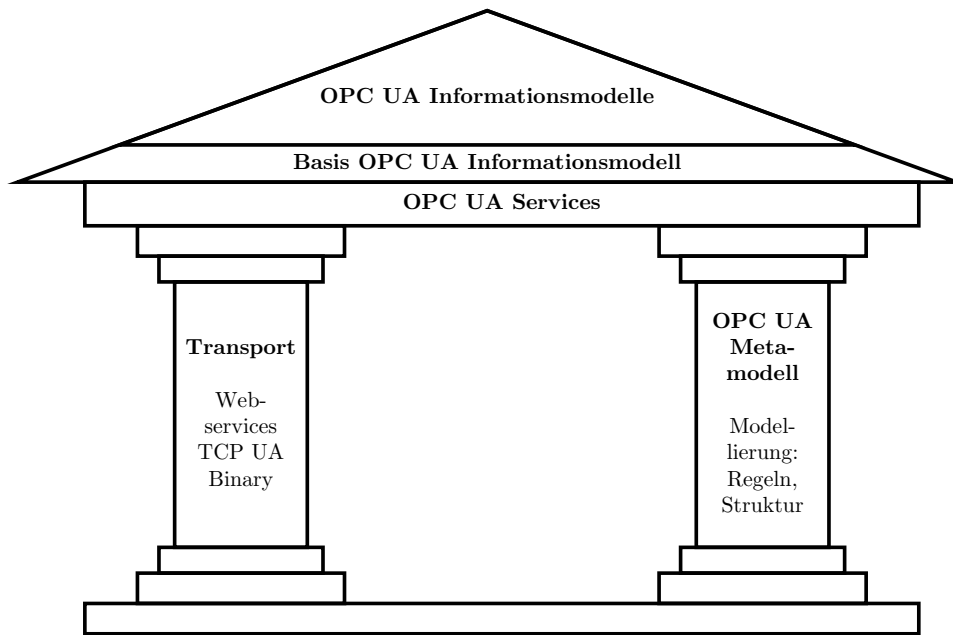 OPC UA Informationsmodelle
Basis OPC UA Informationsmodell
OPC UA Services
Transport
Web-
services
TCP UA
Binary
OPC UA
Meta-
modell
Model-
lierung:
Regeln,
Struktur